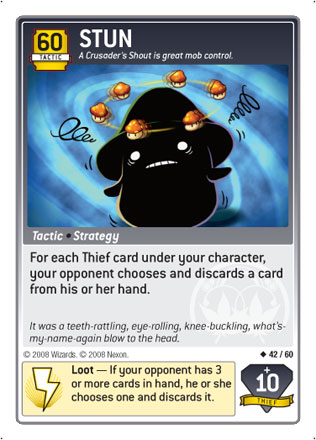 60
TACTIC
STUN
A Crusader's Shout is great mob control.
Tactic • Strategy
For each Thief card under your character,
your opponent chooses and discards a card
from his or her hand.
It was a teeth-rattling, eye-rolling, knee-buckling, what's-
my-name-again blow to the head.
© 2008 Wizards. © 2008 Nexon.
◆ 42 / 60
Loot — If your opponent has 3
or more cards in hand, he or she
chooses one and discards it.
+
10
THIEF